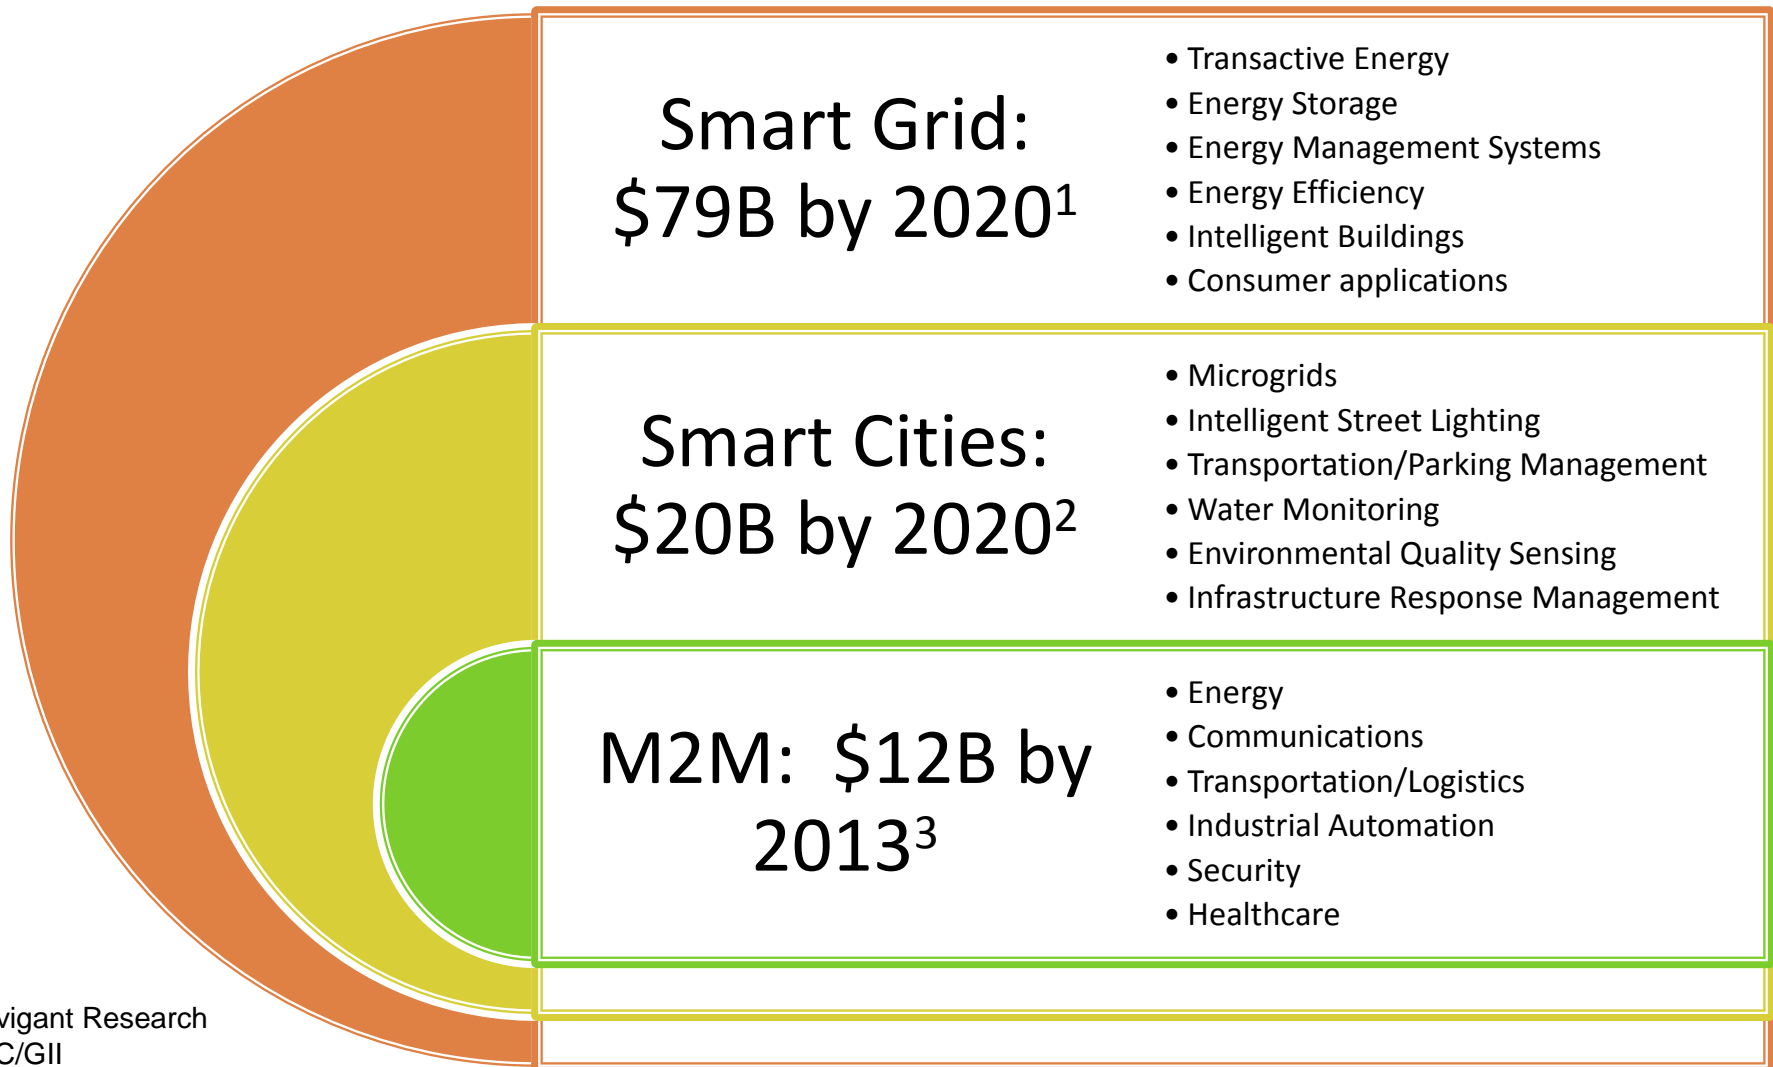 Smart Grid:
$79B by 2020¹
• Transactive Energy
• Energy Storage
• Energy Management Systems
• Energy Efficiency
• Intelligent Buildings
• Consumer applications
Smart Cities:
$20B by 2020²
• Microgrids
• Intelligent Street Lighting
• Transportation/Parking Management
• Water Monitoring
• Environmental Quality Sensing
• Infrastructure Response Management
M2M: $12B by
2013³
• Energy
• Communications
• Transportation/Logistics
• Industrial Automation
• Security
• Healthcare
vigant Research
C/GII